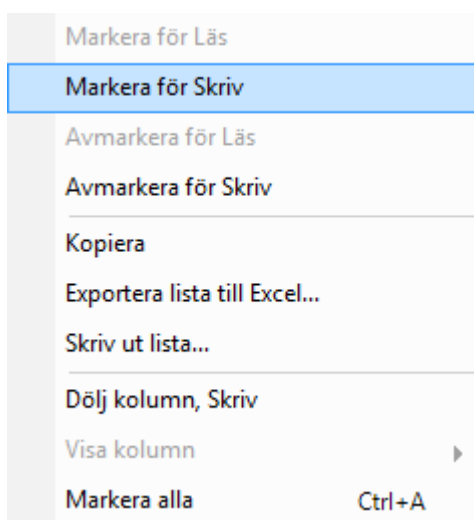 Markera för Läs
Markera för Skriv
Avmarkera för Läs
Avmarkera för Skriv
Kopiera
Exportera lista till Excel...
Skriv ut lista...
Dölj kolumn, Skriv
Visa kolumn
Markera alla Ctrl+A